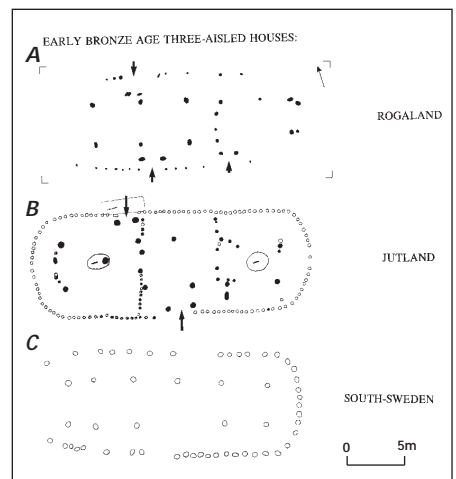 EARLY BRONZE AGE THREE-AISLED HOUSES:
A
ROGALAND
B
JUTLAND
C
SOUTH-SWEDEN
0 5m